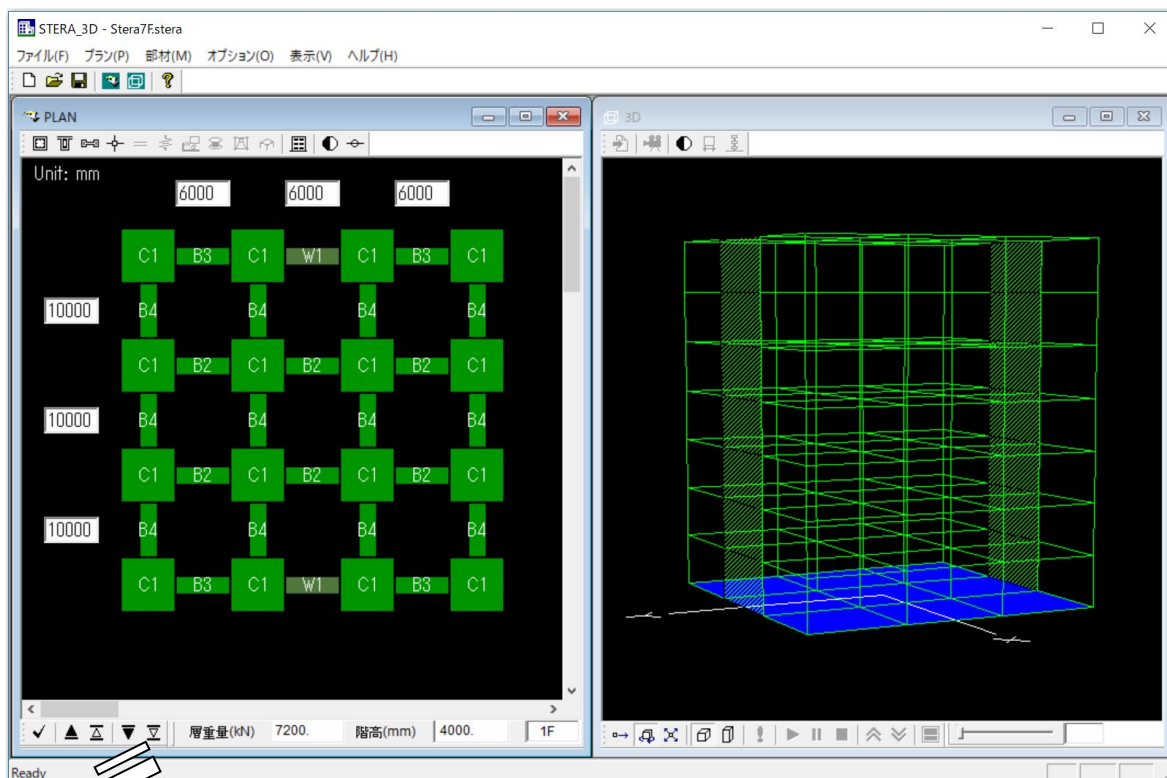 STERA_3D - Stera7F.stera
ファイル(F) プラン(P) 部材(M) オプション(O) 表示(V) ヘルプ(H)
PLAN
Unit: mm
6000 6000 6000
C1 B3 C1 W1 C1 B3 C1
10000 B4 B4 B4 B4
C1 B2 C1 B2 C1 B2 C1
10000 B4 B4 B4 B4
C1 B2 C1 B2 C1 B2 C1
10000 B4 B4 B4 B4
C1 B3 C1 W1 C1 B3 C1
層重量(kN) 7200. 階高(mm) 4000. 1F
3D
Ready